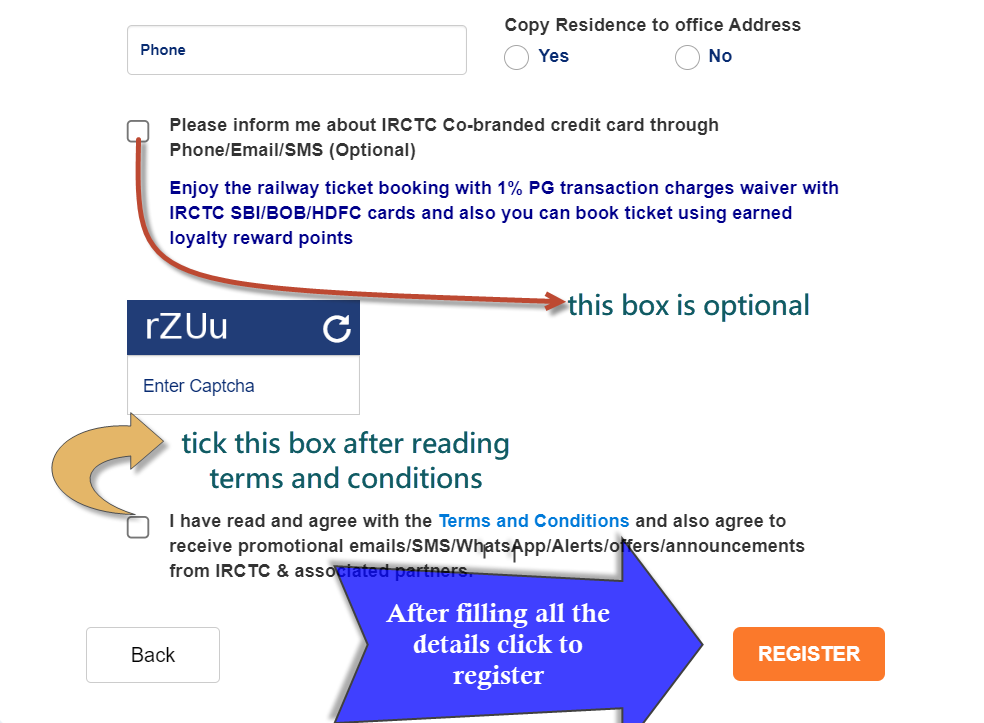 Copy Residence to office Address
Phone
Yes
No
Please inform me about IRCTC Co-branded credit card through
Phone/Email/SMS (Optional)
Enjoy the railway ticket booking with 1% PG transaction charges waiver with
IRCTC SBI/BOB/HDFC cards and also you can book ticket using earned
loyalty reward points
this box is optional
rZUu
Enter Captcha
tick this box after reading
terms and conditions
I have read and agree with the Terms and Conditions and also agree to
receive promotional emails/SMS/WhatsApp/Alerts/offers/announcements
from IRCTC & associated partners.
After filling all the
details click to
register
Back
REGISTER